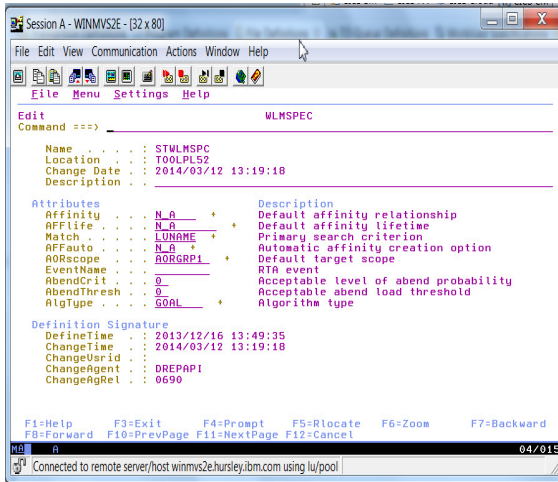 Session A - WINMVS2E - [32 x 80]
File Edit View Communication Actions Window Help
File Menu Settings Help
Edit WLMSPEC
Command ===>
Name . . . . : STWLMSPC
Location . . : TOOLPL52
Change Date . : 2014/03/12 13:19:18
Description . .
Attributes Description
Affinity . . . N_A + Default affinity relationship
AFFlife . . . N_A + Default affinity lifetime
Match . . . . LUNAME + Primary search criterion
AFFauto . . . N_A + Automatic affinity creation option
AORscope . . . AORGRP1 + Default target scope
EventName . . . RTA event
AbendCrit . . 0 Acceptable level of abend probability
AbendThresh . . 0 Acceptable abend load threshold
AlgType . . . . GOAL + Algorithm type
Definition Signature
DefineTime . : 2013/12/16 13:49:35
ChangeTime . : 2014/03/12 13:19:18
ChangeUsrid . :
ChangeAgent . : DREPAPI
ChangeAgRel . : 0690
F1=Help F3=Exit F4=Prompt F5=Rlocate F6=Zoom F7=Backward
F8=Forward F10=PrevPage F11=NextPage F12=Cancel
MA A 04/015
Connected to remote server/host winmvs2e.hursley.ibm.com using lu/pool